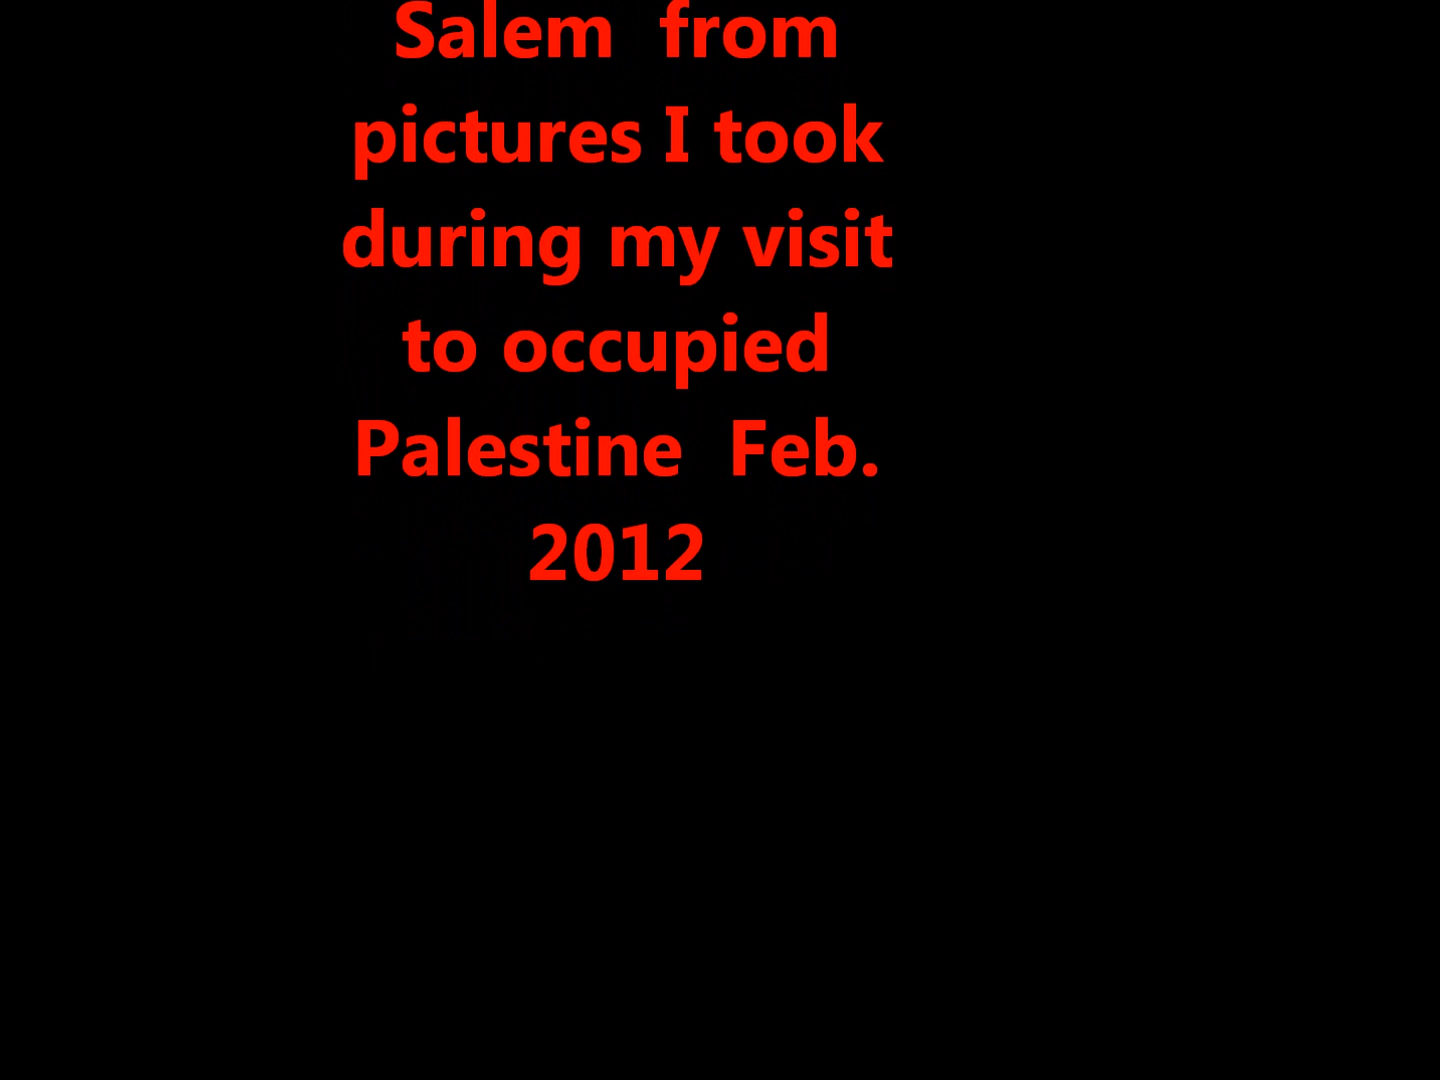 Salem from
pictures I took
during my visit
to occupied
Palestine Feb.
2012